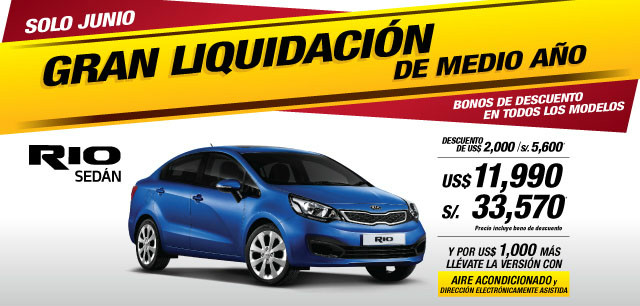 SOLO JUNIO
GRAN LIQUIDACIÓN
DE MEDIO AÑO
BONOS DE DESCUENTO
EN TODOS LOS MODELOS
RIO
SEDÁN
DESCUENTO
DE US$ 2,000 / S/. 5,600*
US$ 11,990
S/. 33,570*
Precio incluye bono de descuento
RIO
Y POR US$ 1,000 MÁS
LLÉVATE LA VERSIÓN CON
AIRE ACONDICIONADO y
DIRECCIÓN ELECTRÓNICAMENTE ASISTIDA